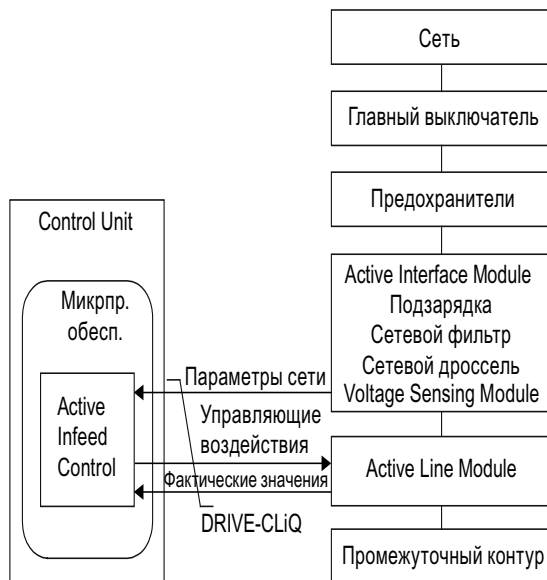 Сеть
Главный выключатель
Предохранители
Control Unit
Микрпр.
обесп.
Active
Infeed
Control
Active Interface Module
Подзарядка
Сетевой фильтр
Сетевой дроссель
Voltage Sensing Module
Параметры сети
Управляющие
воздействия
Фактические значения
DRIVE-CLiQ
Active Line Module
Промежуточный контур